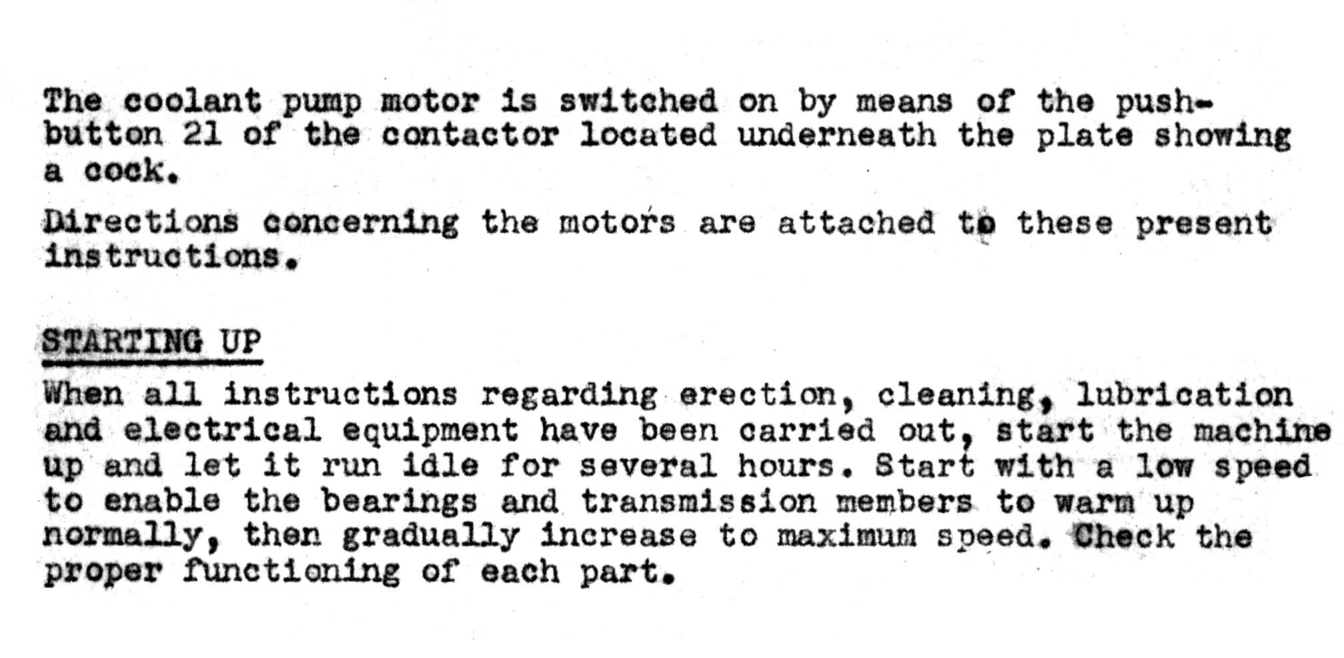 The coolant pump motor is switched on by means of the push-
button 21 of the contactor located underneath the plate showing
a cock.
Directions concerning the motors are attached to these present
instructions.
STARTING UP
When all instructions regarding erection, cleaning, lubrication
and electrical equipment have been carried out, start the machine
up and let it run idle for several hours. Start with a low speed
to enable the bearings and transmission members to warm up
normally, then gradually increase to maximum speed. Check the
proper functioning of each part.